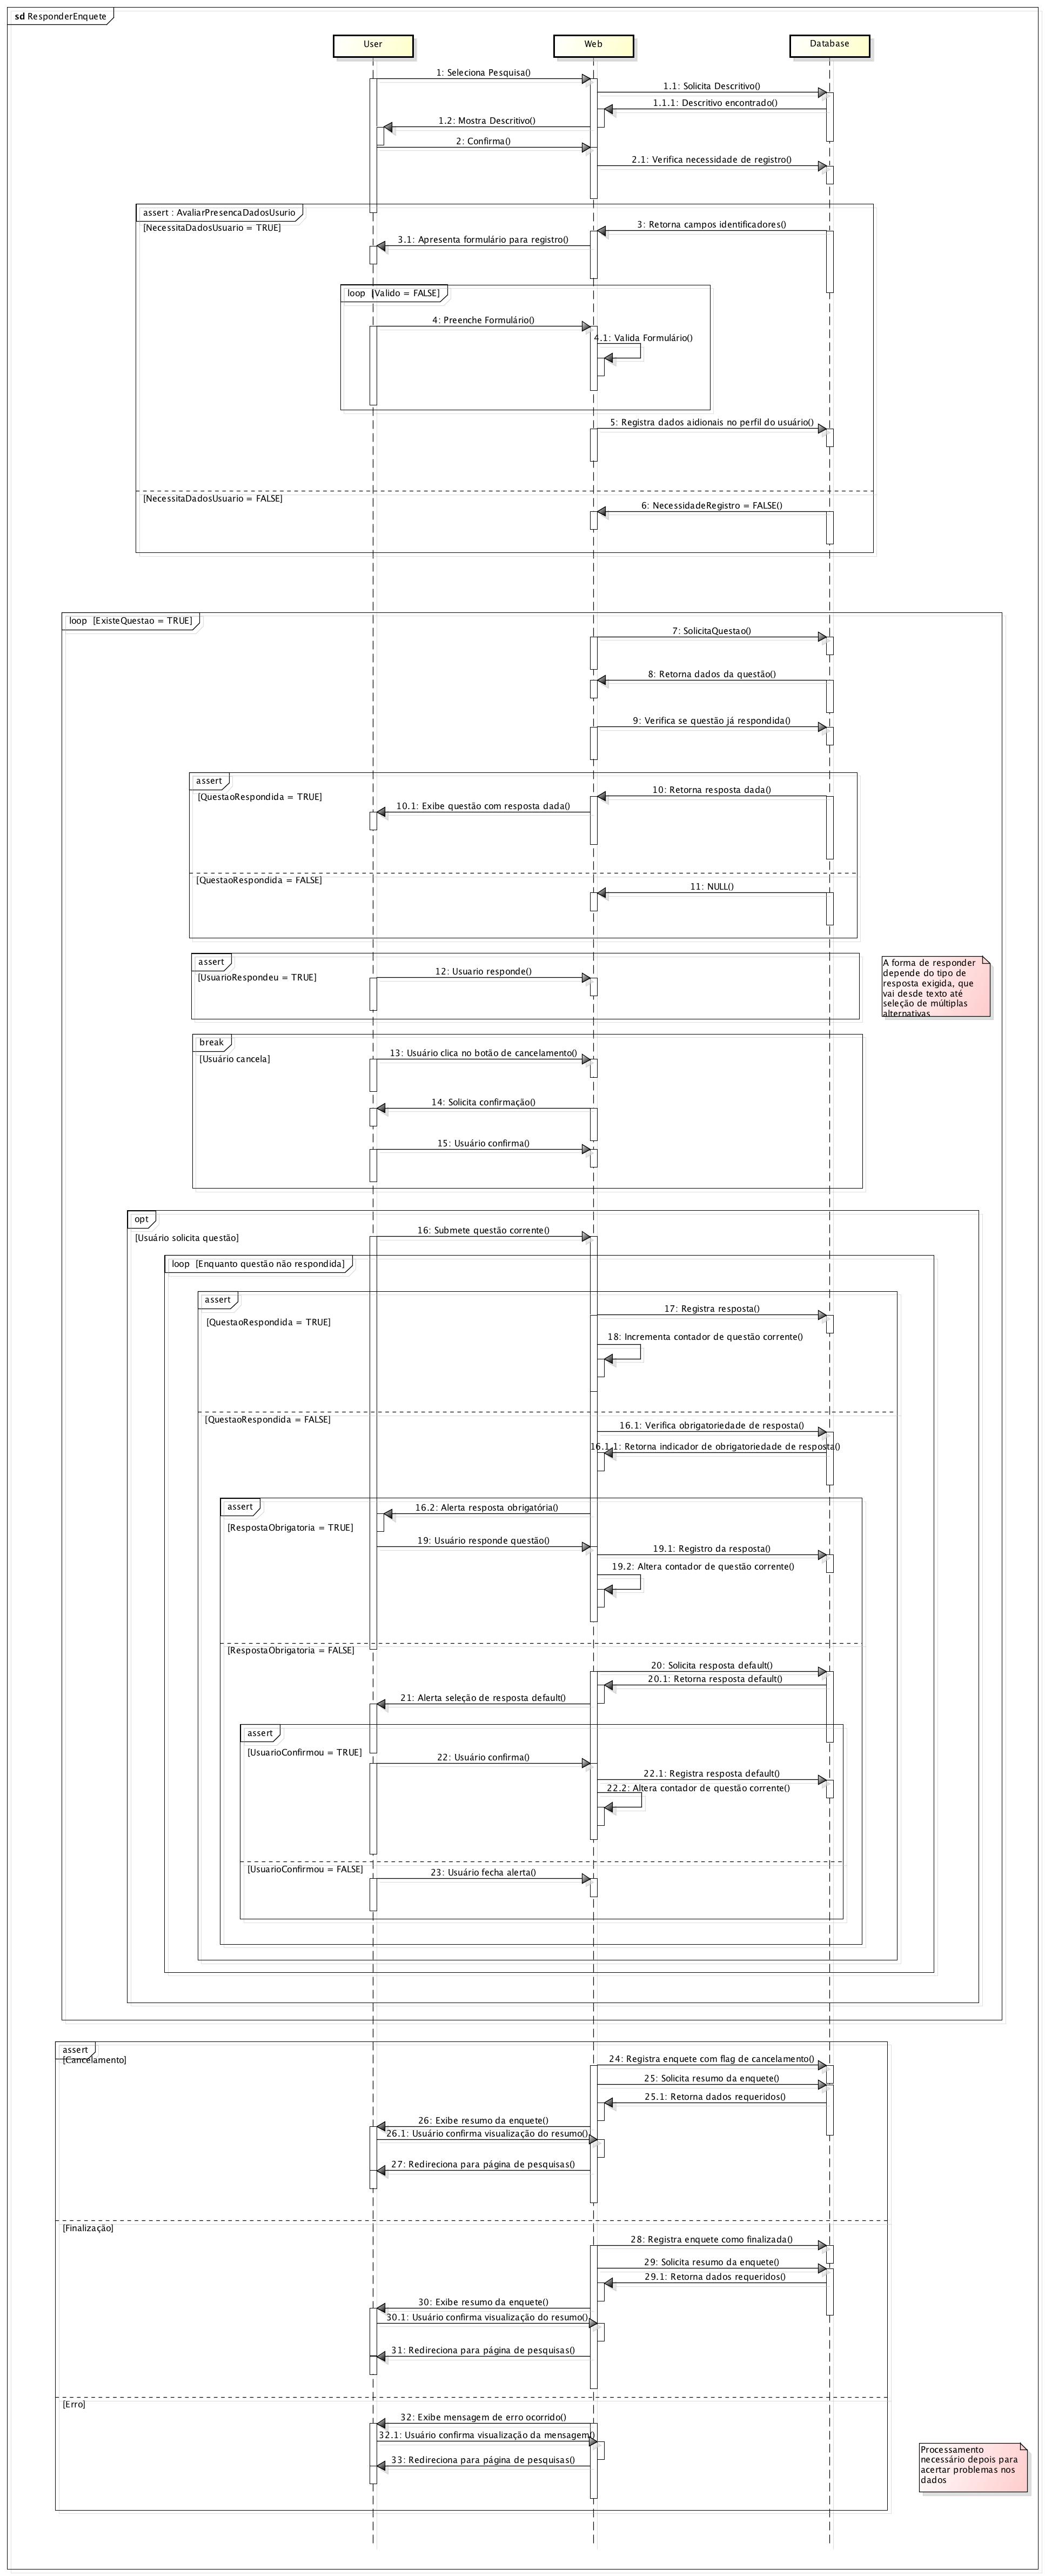 sd ResponderEnquete
User
Web
Database
1: Seleciona Pesquisa()
1.1: Solicita Descritivo()
1.1.1: Descritivo encontrado()
1.2: Mostra Descritivo()
2: Confirma()
2.1: Verifica necessidade de registro()
assert : AvaliarPresencaDadosUsurio
[NecessitaDadosUsuario = TRUE]
3: Retorna campos identificadores()
3.1: Apresenta formulário para registro()
loop [Valido = FALSE]
4: Preenche Formulário()
4.1: Valida Formulário()
5: Registra dados aidionais no perfil do usuário()
[NecessitaDadosUsuario = FALSE]
6: NecessidadeRegistro = FALSE()
loop [ExisteQuestao = TRUE]
7: SolicitaQuestao()
8: Retorna dados da questão()
9: Verifica se questão já respondida()
assert
[QuestaoRespondida = TRUE]
10: Retorna resposta dada()
10.1: Exibe questão com resposta dada()
[QuestaoRespondida = FALSE]
11: NULL()
assert
[UsuarioRespondeu = TRUE]
12: Usuario responde()
A forma de responder
depende do tipo de
resposta exigida, que
vai desde texto até
seleção de múltiplas
alternativas
break
[Usuário cancela]
13: Usuário clica no botão de cancelamento()
14: Solicita confirmação()
15: Usuário confirma()
opt
[Usuário solicita questão]
16: Submete questão corrente()
loop [Enquanto questão não respondida]
assert
[QuestaoRespondida = TRUE]
17: Registra resposta()
18: Incrementa contador de questão corrente()
[QuestaoRespondida = FALSE]
16.1: Verifica obrigatoriedade de resposta()
16.1.1: Retorna indicador de obrigatoriedade de resposta()
assert
[RespostaObrigatoria = TRUE]
16.2: Alerta resposta obrigatória()
19: Usuário responde questão()
19.1: Registro da resposta()
19.2: Altera contador de questão corrente()
[RespostaObrigatoria = FALSE]
20: Solicita resposta default()
20.1: Retorna resposta default()
21: Alerta seleção de resposta default()
assert
[UsuarioConfirmou = TRUE]
22: Usuário confirma()
22.1: Registra resposta default()
22.2: Altera contador de questão corrente()
[UsuarioConfirmou = FALSE]
23: Usuário fecha alerta()
assert
[Cancelamento]
24: Registra enquete com flag de cancelamento()
25: Solicita resumo da enquete()
25.1: Retorna dados requeridos()
26: Exibe resumo da enquete()
26.1: Usuário confirma visualização do resumo()
27: Redireciona para página de pesquisas()
[Finalização]
28: Registra enquete como finalizada()
29: Solicita resumo da enquete()
29.1: Retorna dados requeridos()
30: Exibe resumo da enquete()
30.1: Usuário confirma visualização do resumo()
31: Redireciona para página de pesquisas()
[Erro]
32: Exibe mensagem de erro ocorrido()
32.1: Usuário confirma visualização da mensagem()
33: Redireciona para página de pesquisas()
Processamento
necessário depois para
acertar problemas nos
dados